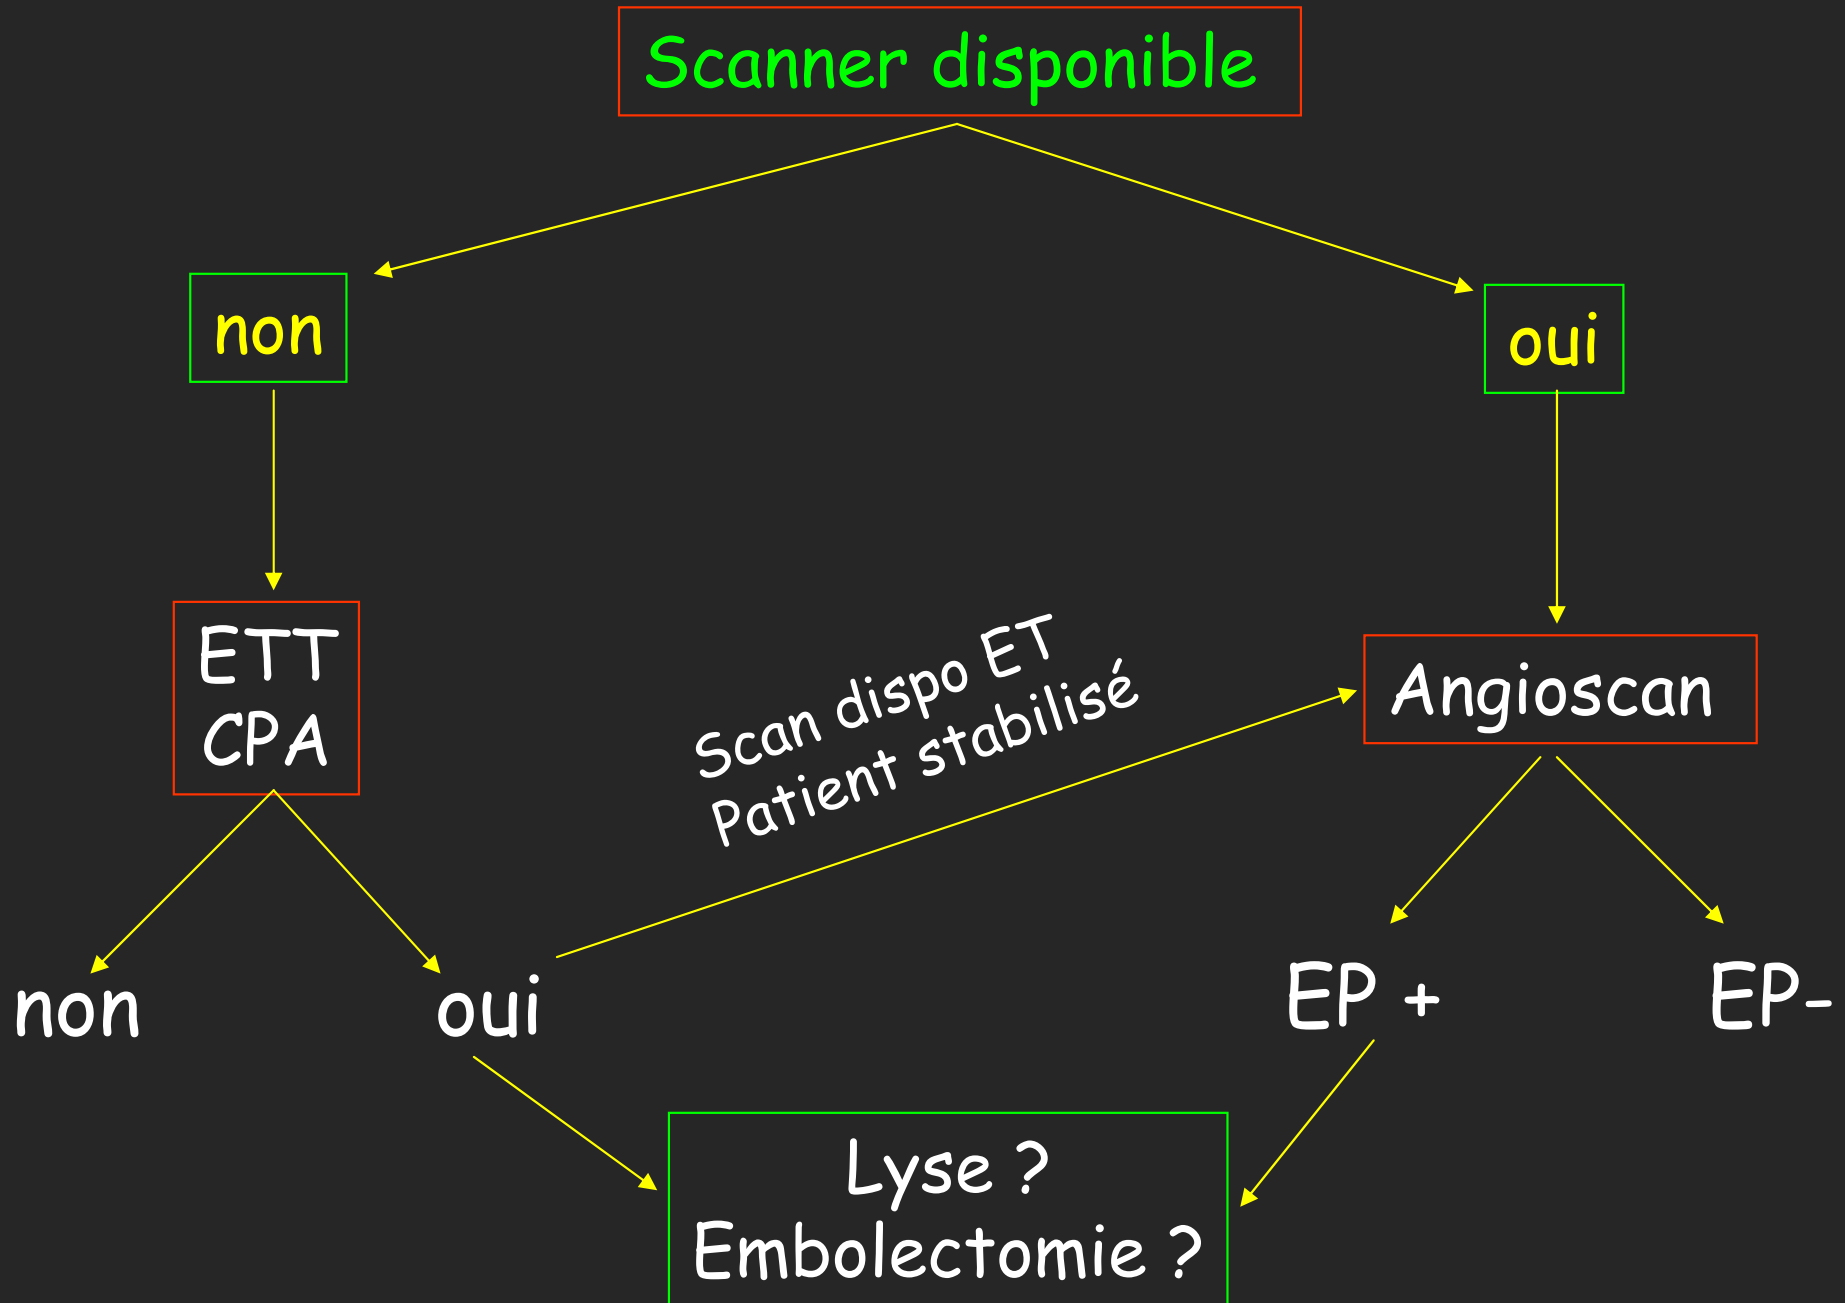 Scanner disponible
non
oui
ETT
CPA
Scan dispo ET
Patient stabilisé
Angioscan
non
oui
EP +
EP-
Lyse ?
Embolectomie ?